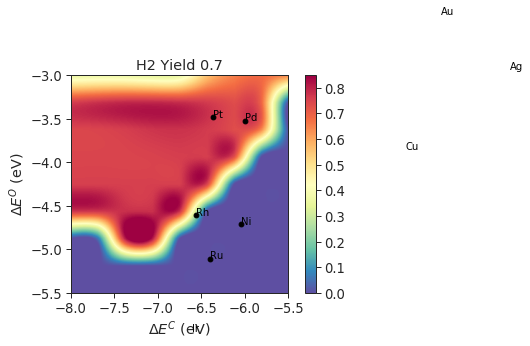 Au
Ag
H2 Yield 0.7
−3.0
−3.5
−4.0
−4.5
−5.0
−5.5
ΔE^O (eV)
Pt
Pd
Rh
Ni
Ru
Cu
0.8
0.7
0.6
0.5
0.4
0.3
0.2
0.1
0.0
−8.0 −7.5 −7.0 −6.5 −6.0 −5.5
ΔE^C (eV)
Ir